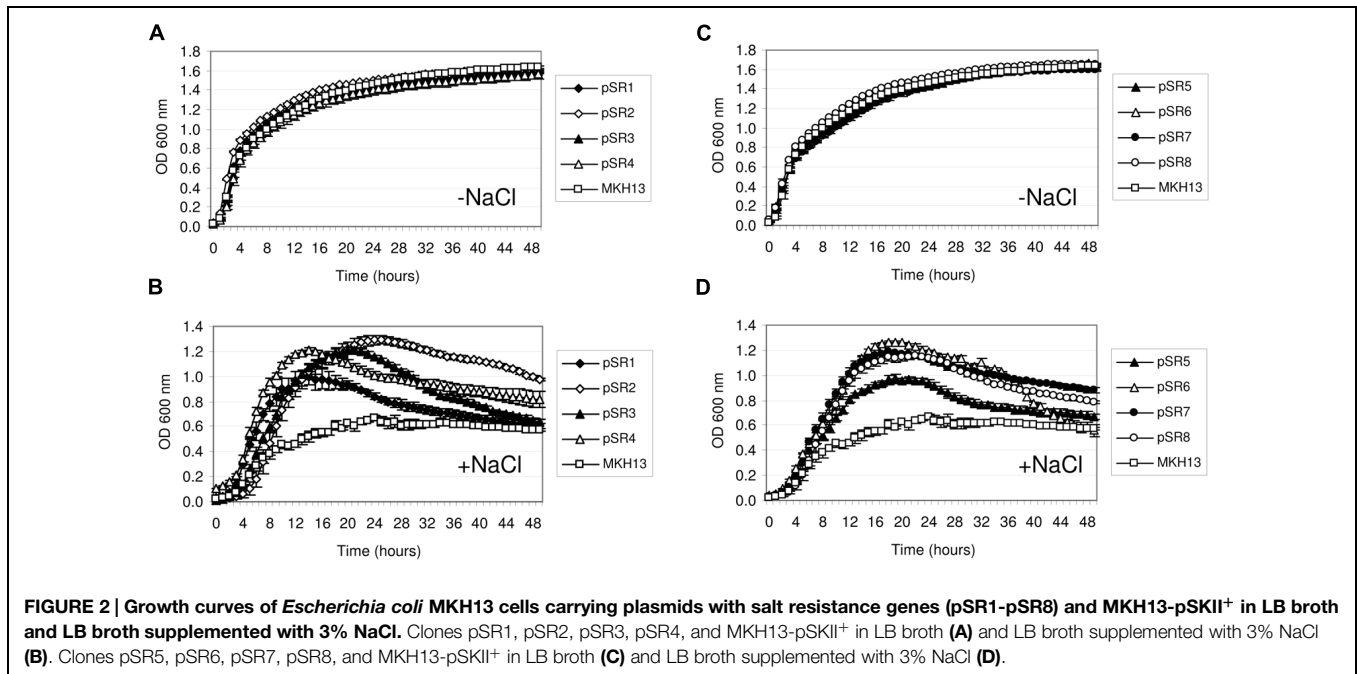 A
1.8
1.6
1.4
1.2
1.0
0.8
0.6
0.4
0.2
0.0
OD 600 nm
0 4 8 12 16 20 24 28 32 36 40 44 48
Time (hours)
-NaCl
pSR1
pSR2
pSR3
pSR4
MKH13
C
1.8
1.6
1.4
1.2
1.0
0.8
0.6
0.4
0.2
0.0
OD 600 nm
0 4 8 12 16 20 24 28 32 36 40 44 48
Time (hours)
-NaCl
pSR5
pSR6
pSR7
pSR8
MKH13
B
1.4
1.2
1.0
0.8
0.6
0.4
0.2
0.0
OD 600 nm
0 4 8 12 16 20 24 28 32 36 40 44 48
Time (hours)
+NaCl
pSR1
pSR2
pSR3
pSR4
MKH13
D
1.4
1.2
1.0
0.8
0.6
0.4
0.2
0.0
OD 600 nm
0 4 8 12 16 20 24 28 32 36 40 44 48
Time (hours)
+NaCl
pSR5
pSR6
pSR7
pSR8
MKH13
FIGURE 2 | Growth curves of Escherichia coli MKH13 cells carrying plasmids with salt resistance genes (pSR1-pSR8) and MKH13-pSKII⁺ in LB broth
and LB broth supplemented with 3% NaCl. Clones pSR1, pSR2, pSR3, pSR4, and MKH13-pSKII⁺ in LB broth (A) and LB broth supplemented with 3% NaCl
(B). Clones pSR5, pSR6, pSR7, pSR8, and MKH13-pSKII⁺ in LB broth (C) and LB broth supplemented with 3% NaCl (D).